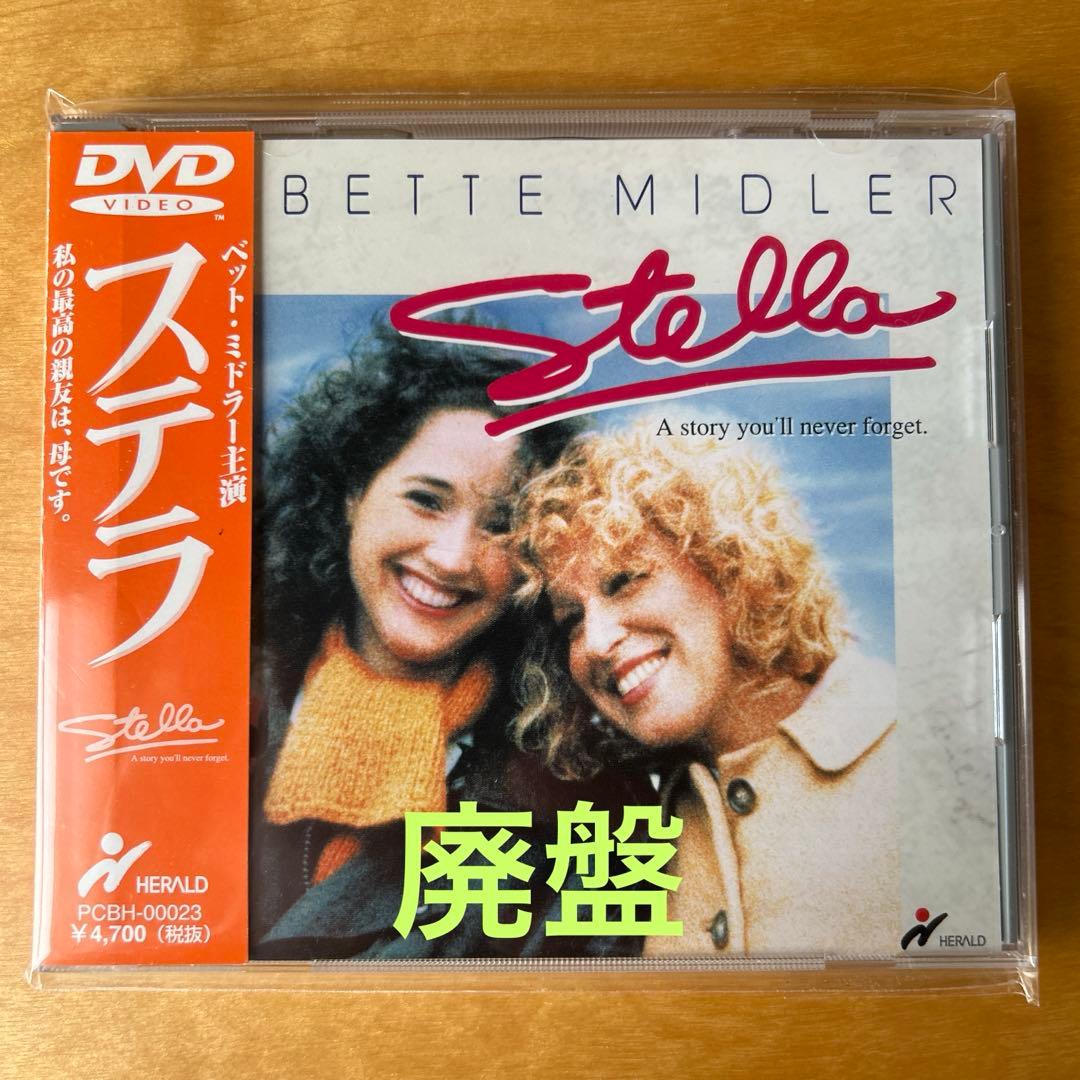 DVD
VIDEO
TM
ベット・ミドラー主演
ステラ
私の最高の親友は、母です。
Stella
A story you'll never forget.
HERALD
PCBH-00023
¥4,700（税抜）
BETTE MIDLER
Stella
A story you'll never forget.
廃盤
HERALD